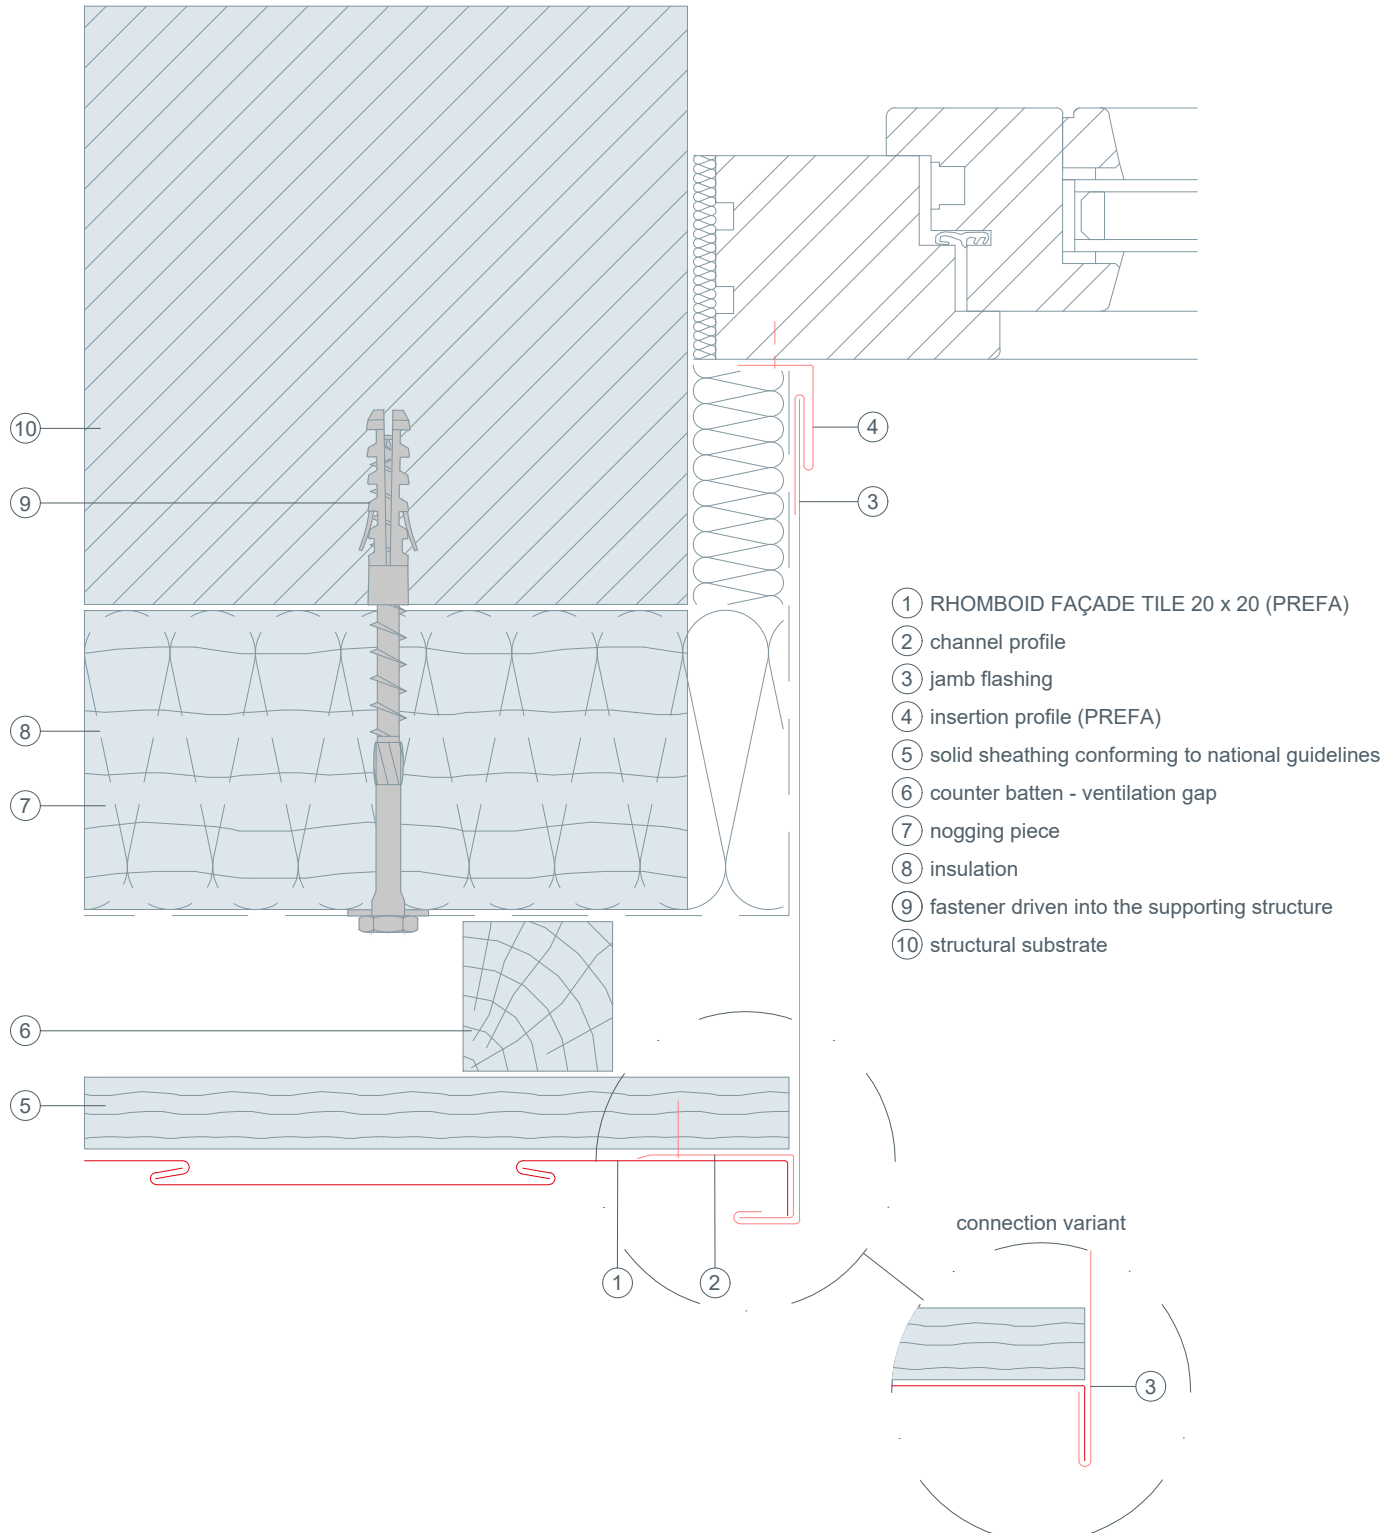 10
9
8
7
6
5
4
3
1 RHOMBOID FAÇADE TILE 20 x 20 (PREFA)
2 channel profile
3 jamb flashing
4 insertion profile (PREFA)
5 solid sheathing conforming to national guidelines
6 counter batten - ventilation gap
7 nogging piece
8 insulation
9 fastener driven into the supporting structure
10 structural substrate
1
2
connection variant
3